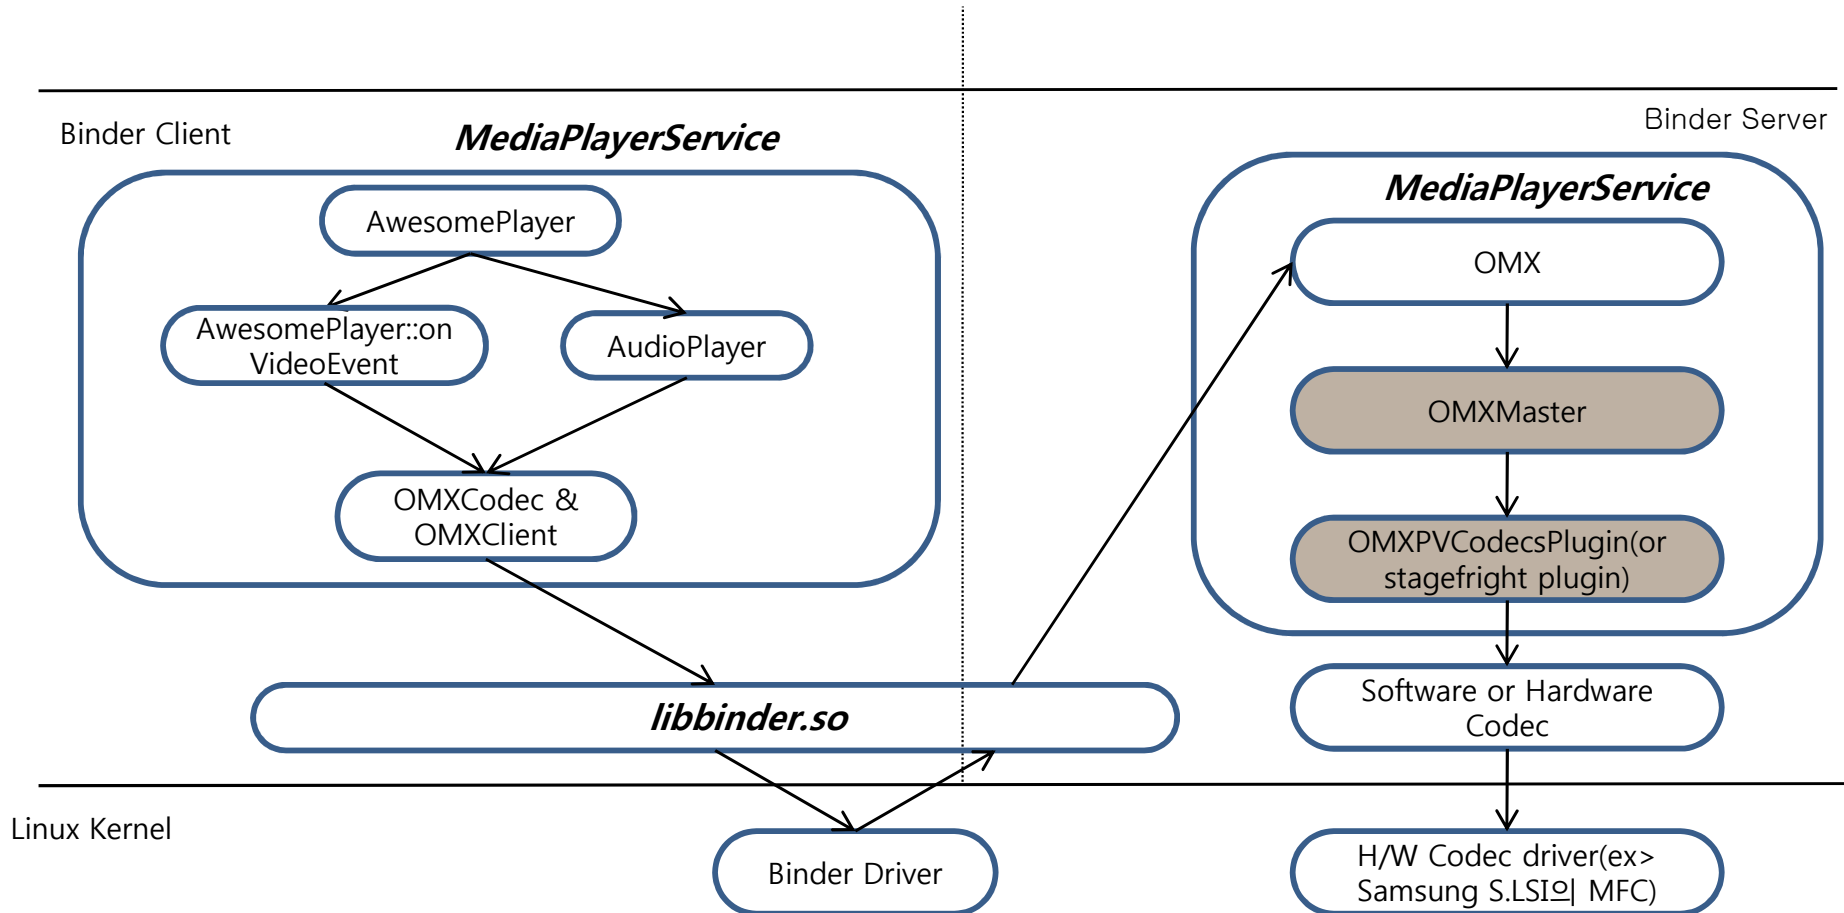 Binder Client
MediaPlayerService
Binder Server
MediaPlayerService
AwesomePlayer
OMX
AwesomePlayer::on
VideoEvent
AudioPlayer
OMXMaster
OMXCodec &
OMXClient
OMXPVCodecsPlugin(or
stagefright plugin)
libbinder.so
Software or Hardware
Codec
Linux Kernel
Binder Driver
H/W Codec driver(ex>
Samsung S.LSI의 MFC)